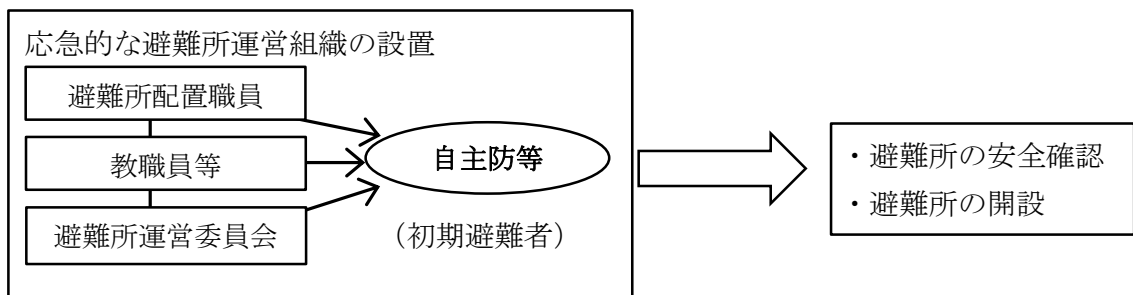 応急的な避難所運営組織の設置
避難所配置職員
教職員等
避難所運営委員会
自主防等
（初期避難者）
・避難所の安全確認
・避難所の開設